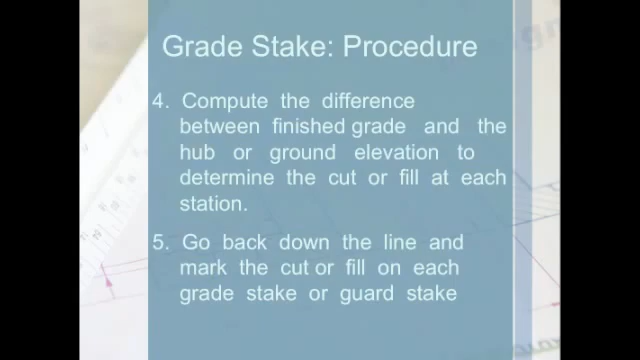 Grade Stake: Procedure
4. Compute the difference
between finished grade and the
hub or ground elevation to
determine the cut or fill at each
station.
5. Go back down the line and
mark the cut or fill on each
grade stake or guard stake